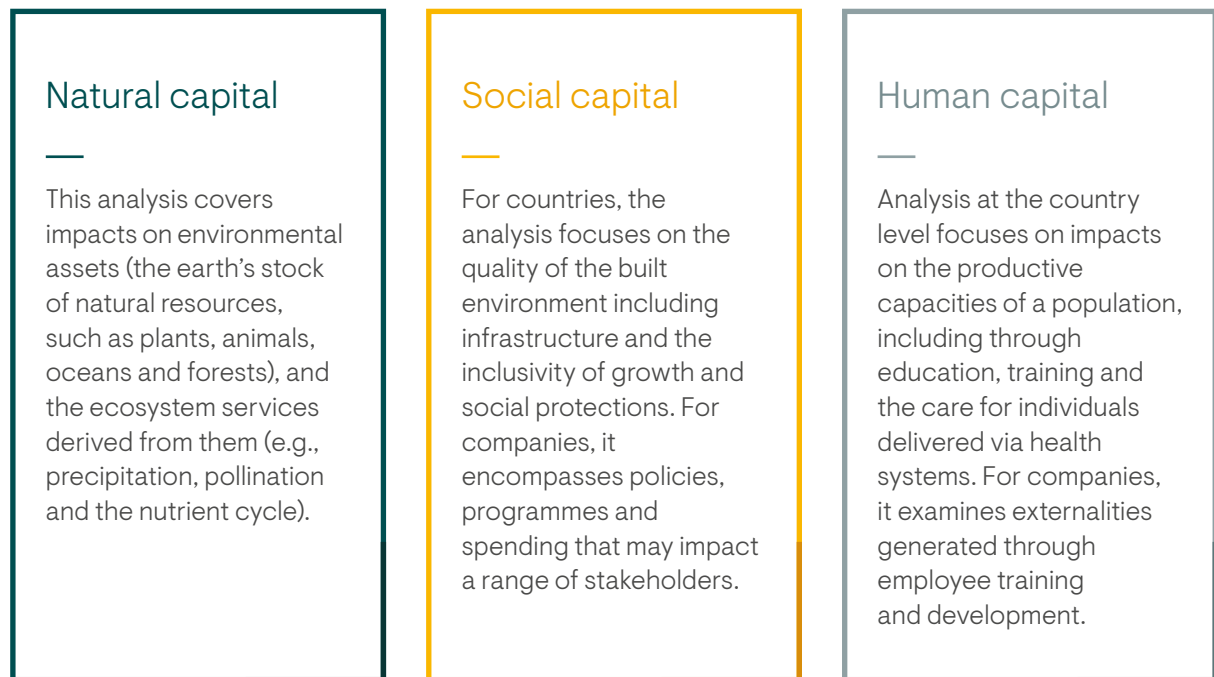 Natural capital
This analysis covers
impacts on environmental
assets (the earth’s stock
of natural resources,
such as plants, animals,
oceans and forests), and
the ecosystem services
derived from them (e.g.,
precipitation, pollination
and the nutrient cycle).
Social capital
For countries, the
analysis focuses on the
quality of the built
environment including
infrastructure and the
inclusivity of growth and
social protections. For
companies, it
encompasses policies,
programmes and
spending that may impact
a range of stakeholders.
Human capital
Analysis at the country
level focuses on impacts
on the productive
capacities of a population,
including through
education, training and
the care for individuals
delivered via health
systems. For companies,
it examines externalities
generated through
employee training
and development.